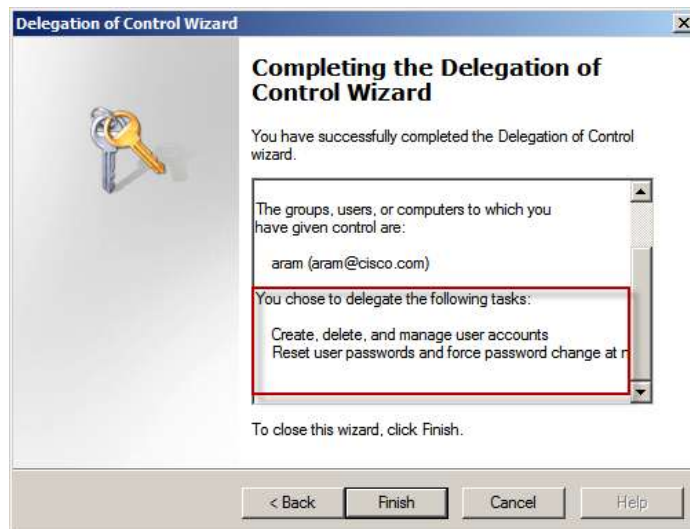 Delegation of Control Wizard
Completing the Delegation of
Control Wizard
You have successfully completed the Delegation of Control
wizard.
The groups, users, or computers to which you
have given control are:
aram (aram@cisco.com)
You chose to delegate the following tasks:
Create, delete, and manage user accounts
Reset user passwords and force password change at
To close this wizard, click Finish.
< Back
Finish
Cancel
Help